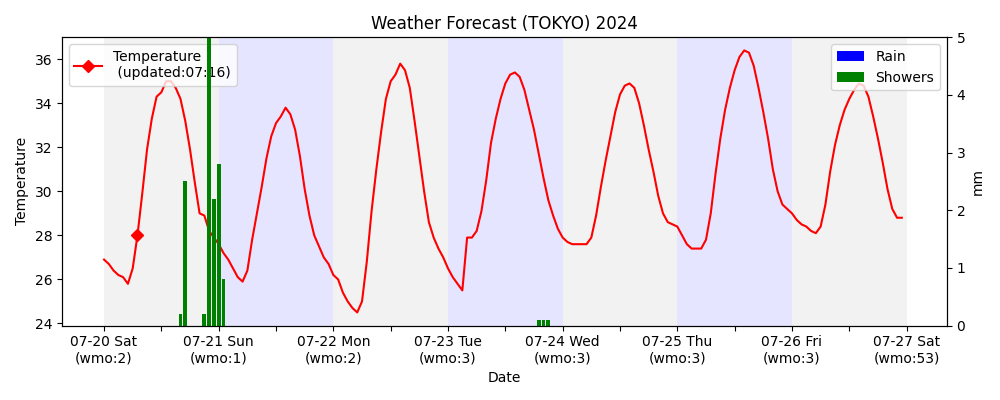 Weather Forecast (TOKYO) 2024
Temperature
(updated:07:16)
Rain
Showers
36
34
32
30
28
26
24
Temperature
5
4
3
2
1
0
mm
07-20 Sat
(wmo:2)
07-21 Sun
(wmo:1)
07-22 Mon
(wmo:2)
07-23 Tue
(wmo:3)
07-24 Wed
(wmo:3)
07-25 Thu
(wmo:3)
07-26 Fri
(wmo:3)
07-27 Sat
(wmo:53)
Date